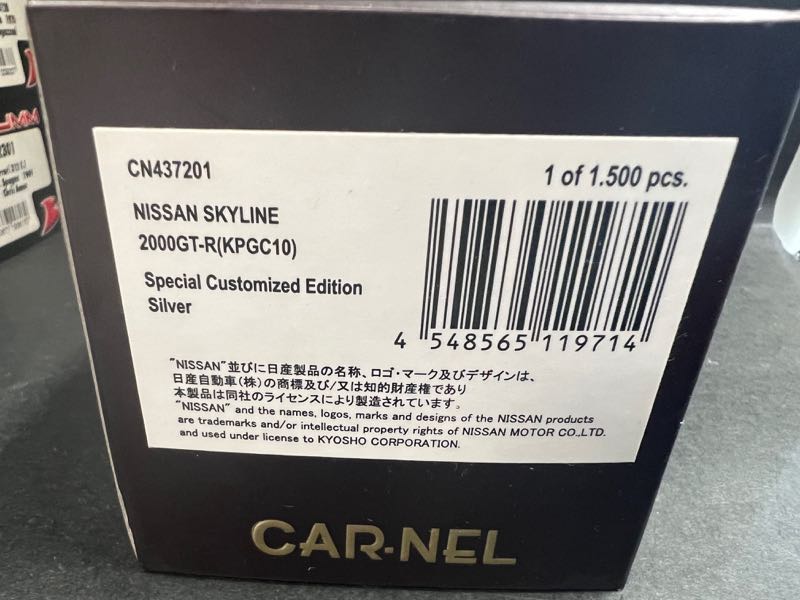 CN437201
1 of 1.500 pcs.
NISSAN SKYLINE
2000GT-R(KPGC10)
Special Customized Edition
Silver
4 548565 119714
"NISSAN"並びに日産製品の名称、ロゴ・マーク及びデザインは、
日産自動車(株)の商標及び/又は知的財産権であり
本製品は同社のライセンスにより製造されています。
"NISSAN" and the names, logos, marks and designs of the NISSAN products
are trademarks and/or intellectual property rights of NISSAN MOTOR CO.,LTD.
and used under license to KYOSHO CORPORATION.
CAR-NEL